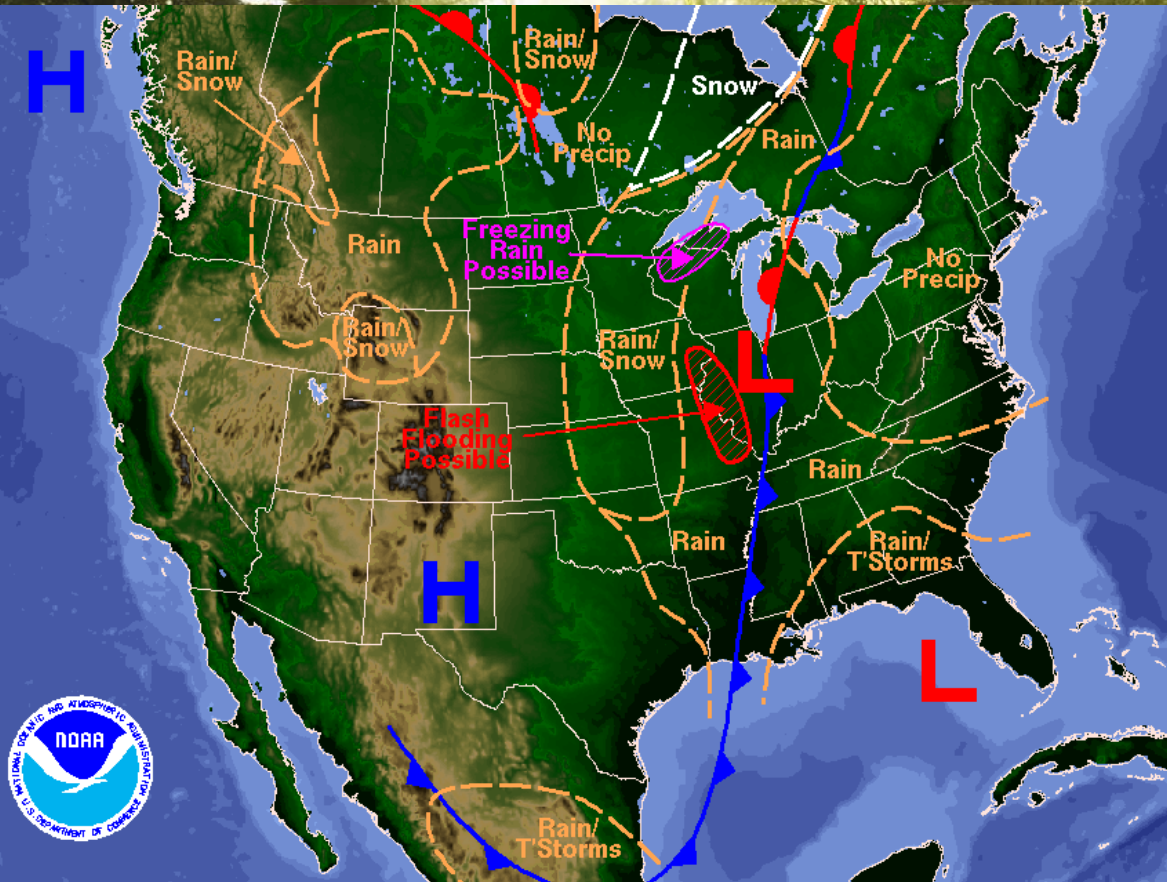 H
Rain/
Snow
Rain/
Snow
Snow
No
Precip
Rain
Freezing
Rain
Possible
Rain
No
Precip
Rain/
Snow
Rain/
Snow
L
Flash
Flooding
Possible
Rain
Rain
Rain/
T'Storms
H
L
Rain/
T'Storms
NATIONAL OCEANIC AND ATMOSPHERIC ADMINISTRATION
NOAA
U.S. DEPARTMENT OF COMMERCE